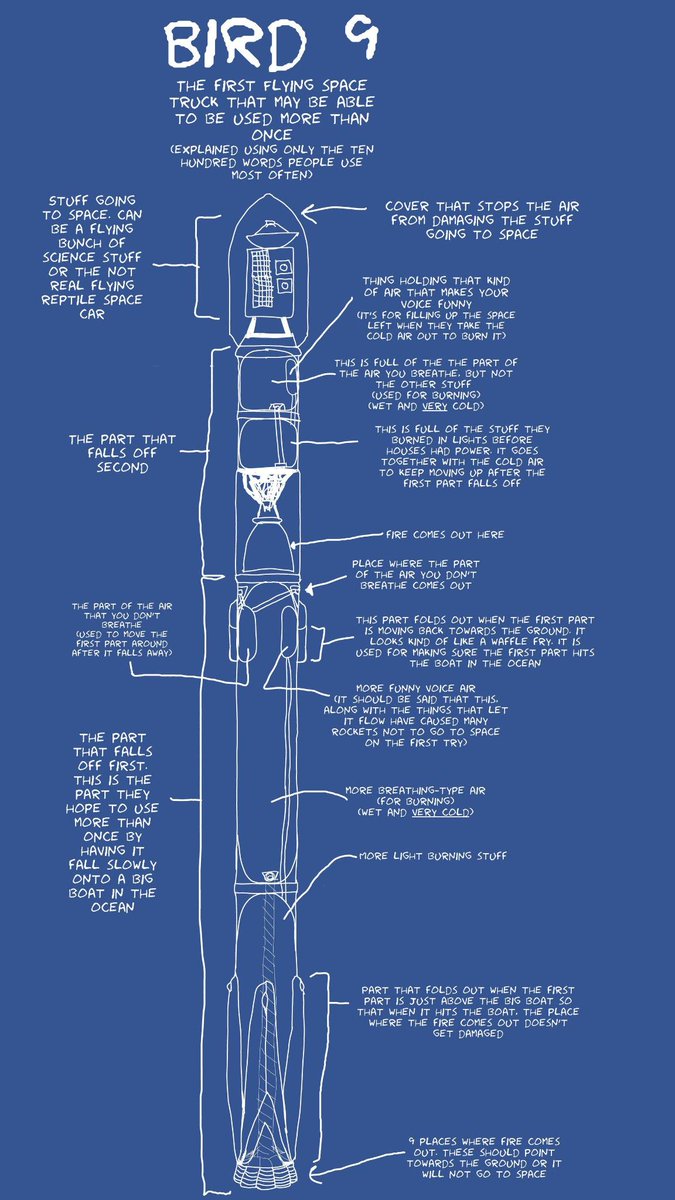 BIRD 9
THE FIRST FLYING SPACE
TRUCK THAT MAY BE ABLE
TO BE USED MORE THAN
ONCE
(EXPLAINED USING ONLY THE TEN
HUNDRED WORDS PEOPLE USE
MOST OFTEN)
STUFF GOING
TO SPACE. CAN
BE A FLYING
BUNCH OF
SCIENCE STUFF
OR THE NOT
REAL FLYING
REPTILE SPACE
CAR
COVER THAT STOPS THE AIR
FROM DAMAGING THE STUFF
GOING TO SPACE
THING HOLDING THAT KIND
OF AIR THAT MAKES YOUR
VOICE FUNNY
(IT'S FOR FILLING UP THE SPACE
LEFT WHEN THEY TAKE THE
COLD AIR OUT TO BURN IT)
THIS IS FULL OF THE THE PART OF
THE AIR YOU BREATHE, BUT NOT
THE OTHER STUFF
(USED FOR BURNING)
(WET AND VERY COLD)
THE PART THAT
FALLS OFF
SECOND
THIS IS FULL OF THE STUFF THEY
BURNED IN LIGHTS BEFORE
HOUSES HAD POWER. IT GOES
TOGETHER WITH THE COLD AIR
TO KEEP MOVING UP AFTER THE
FIRST PART FALLS OFF
FIRE COMES OUT HERE
PLACE WHERE THE PART
OF THE AIR YOU DON'T
BREATHE COMES OUT
THE PART OF THE AIR
THAT YOU DON'T
BREATHE
(USED TO MOVE THE
FIRST PART AROUND
AFTER IT FALLS AWAY)
THIS PART FOLDS OUT WHEN THE FIRST PART
IS MOVING BACK TOWARDS THE GROUND. IT
LOOKS KIND OF LIKE A WAFFLE FRY. IT IS
USED FOR MAKING SURE THE FIRST PART HITS
THE BOAT IN THE OCEAN
MORE FUNNY VOICE AIR
(IT SHOULD BE SAID THAT THIS,
ALONG WITH THE THINGS THAT LET
IT FLOW HAVE CAUSED MANY
ROCKETS NOT TO GO TO SPACE
ON THE FIRST TRY)
THE PART
THAT FALLS
OFF FIRST.
THIS IS THE
PART THEY
HOPE TO USE
MORE THAN
ONCE BY
HAVING IT
FALL SLOWLY
ONTO A BIG
BOAT IN THE
OCEAN
MORE BREATHING-TYPE AIR
(FOR BURNING)
(WET AND VERY COLD)
MORE LIGHT BURNING STUFF
PART THAT FOLDS OUT WHEN THE FIRST
PART IS JUST ABOVE THE BIG BOAT SO
THAT WHEN IT HITS THE BOAT, THE PLACE
WHERE THE FIRE COMES OUT DOESN'T
GET DAMAGED
9 PLACES WHERE FIRE COMES
OUT. THESE SHOULD POINT
TOWARDS THE GROUND OR IT
WILL NOT GO TO SPACE